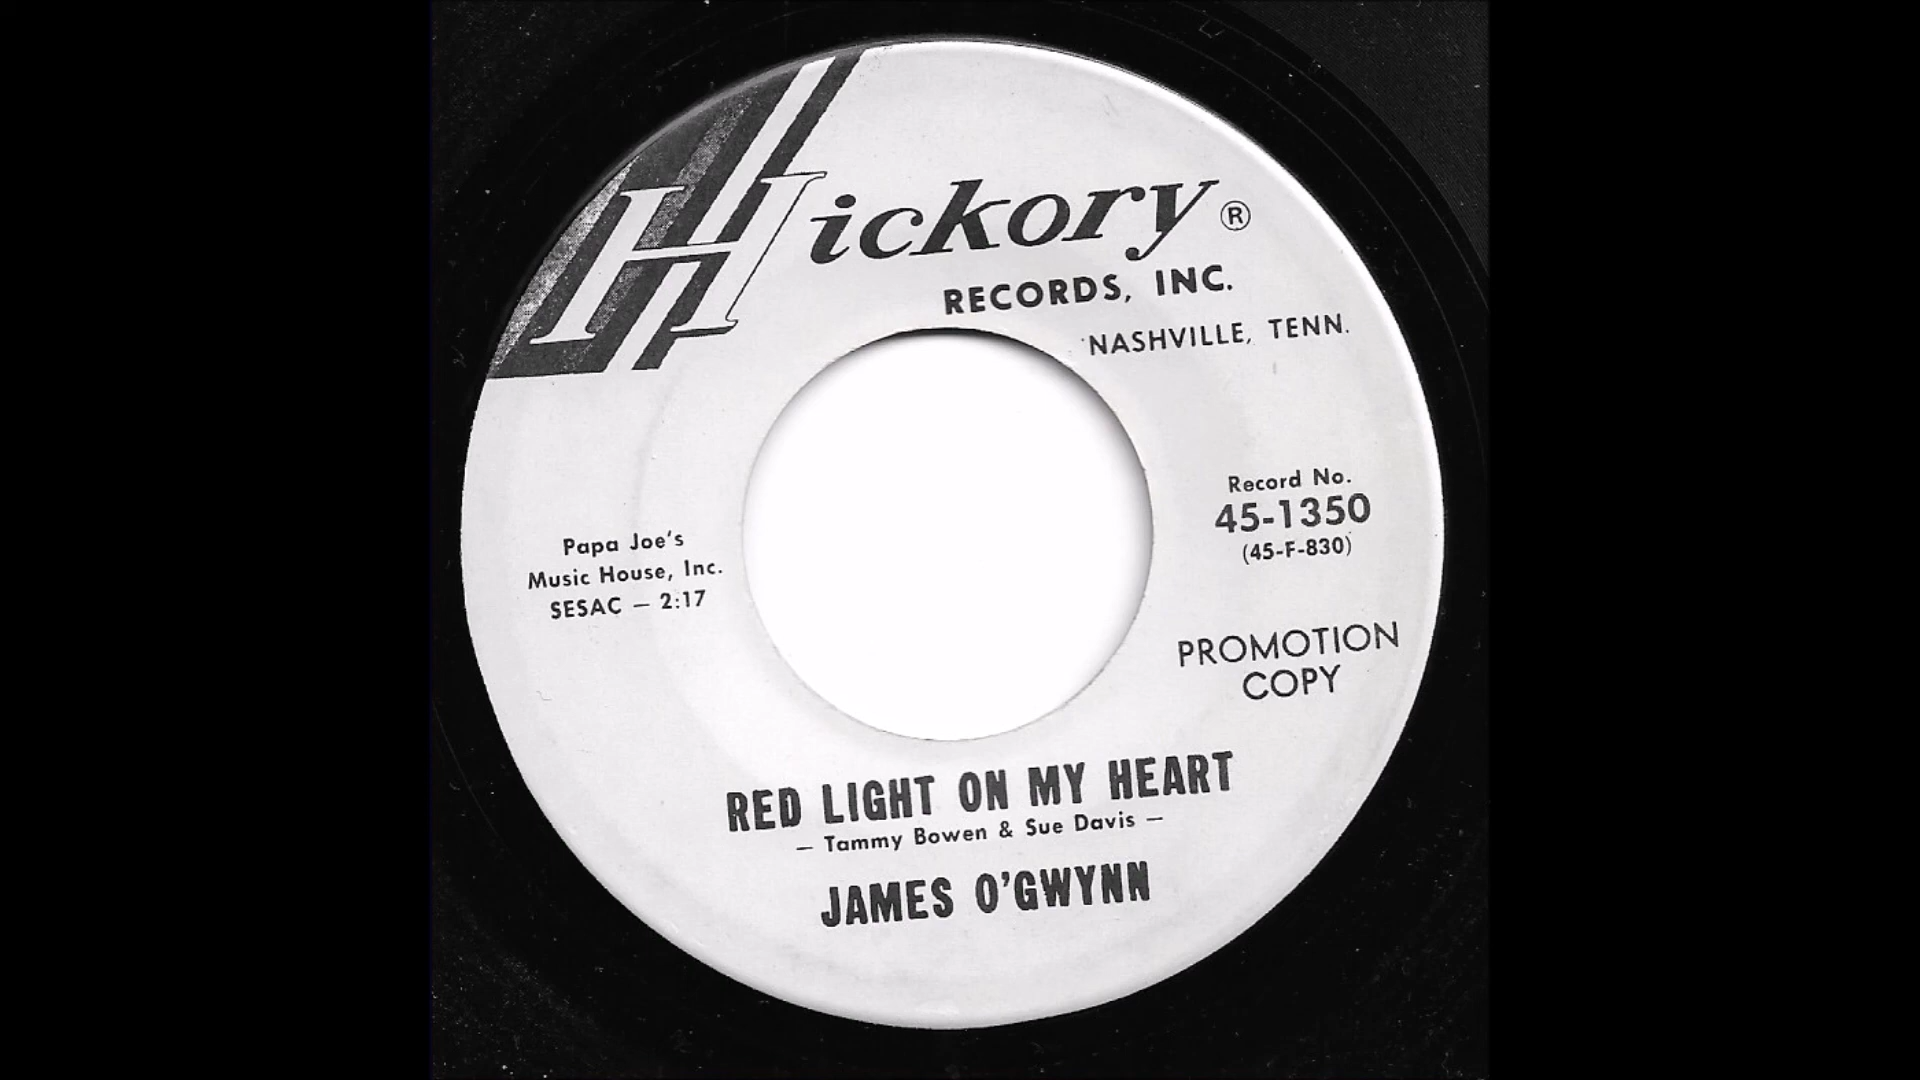 Hickory®
RECORDS, INC.
NASHVILLE, TENN.
Record No.
45-1350
(45-F-830)
Papa Joe's
Music House, Inc.
SESAC — 2:17
PROMOTION
COPY
RED LIGHT ON MY HEART
— Tammy Bowen & Sue Davis —
JAMES O'GWYNN